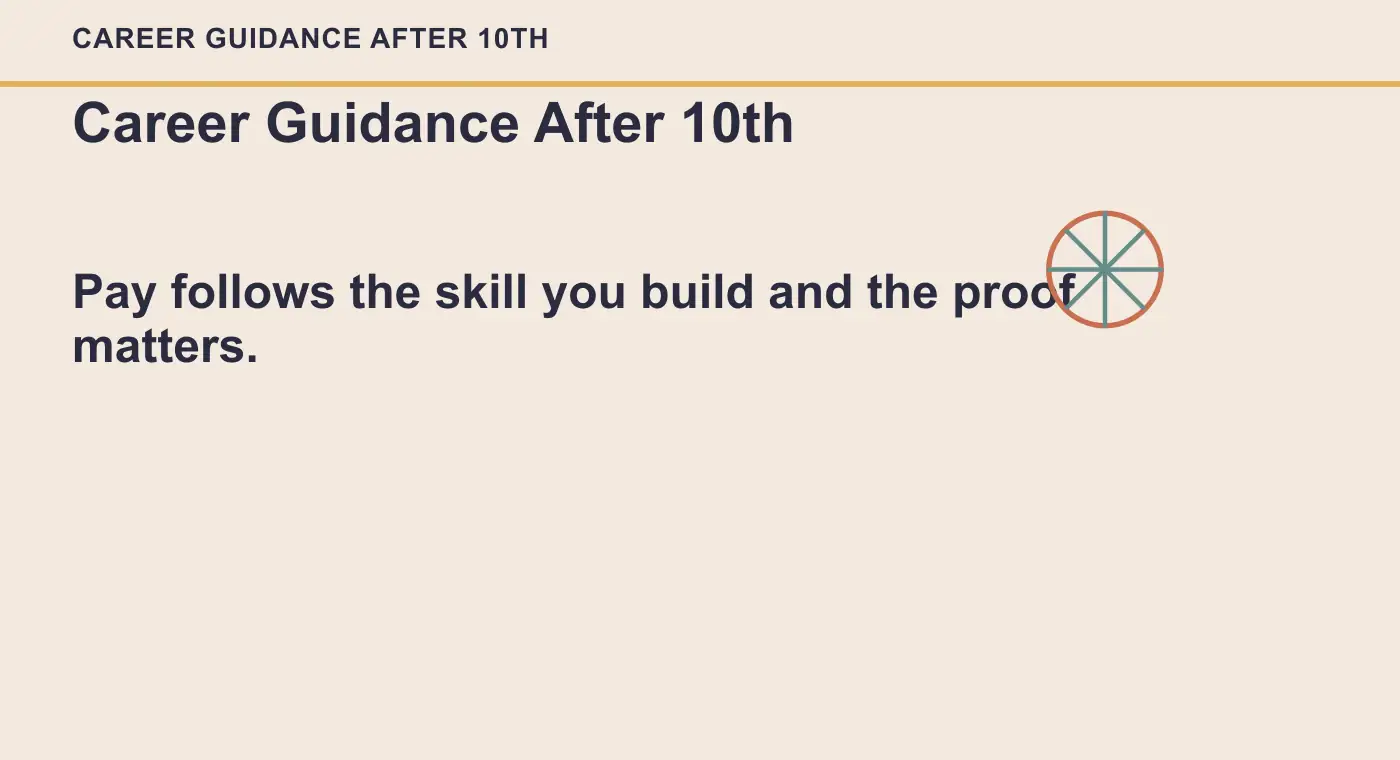 CAREER GUIDANCE AFTER 10TH
Career Guidance After 10th
Pay follows the skill you build and the proof
matters.